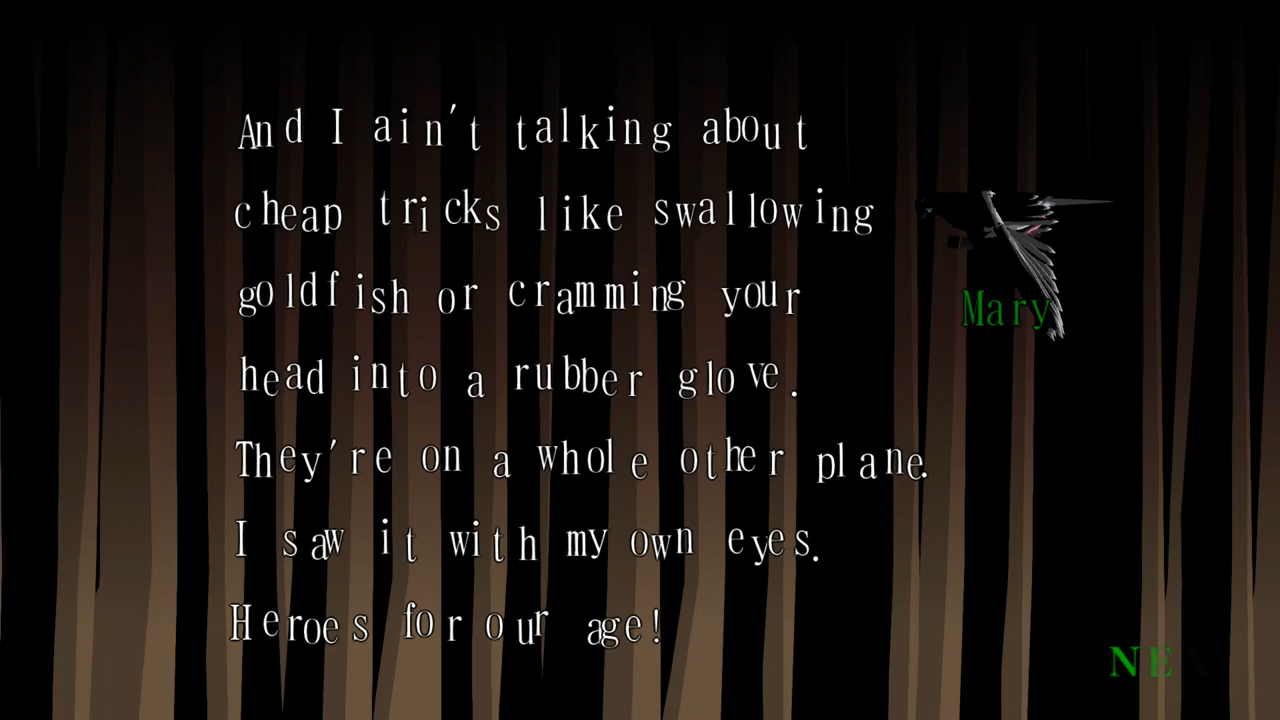 And I ain't talking about
cheap tricks like swallowing
goldfish or cramming your
head into a rubber glove.
They're on a whole other plane.
I saw it with my own eyes.
Heroes for our age!
Mary
NE